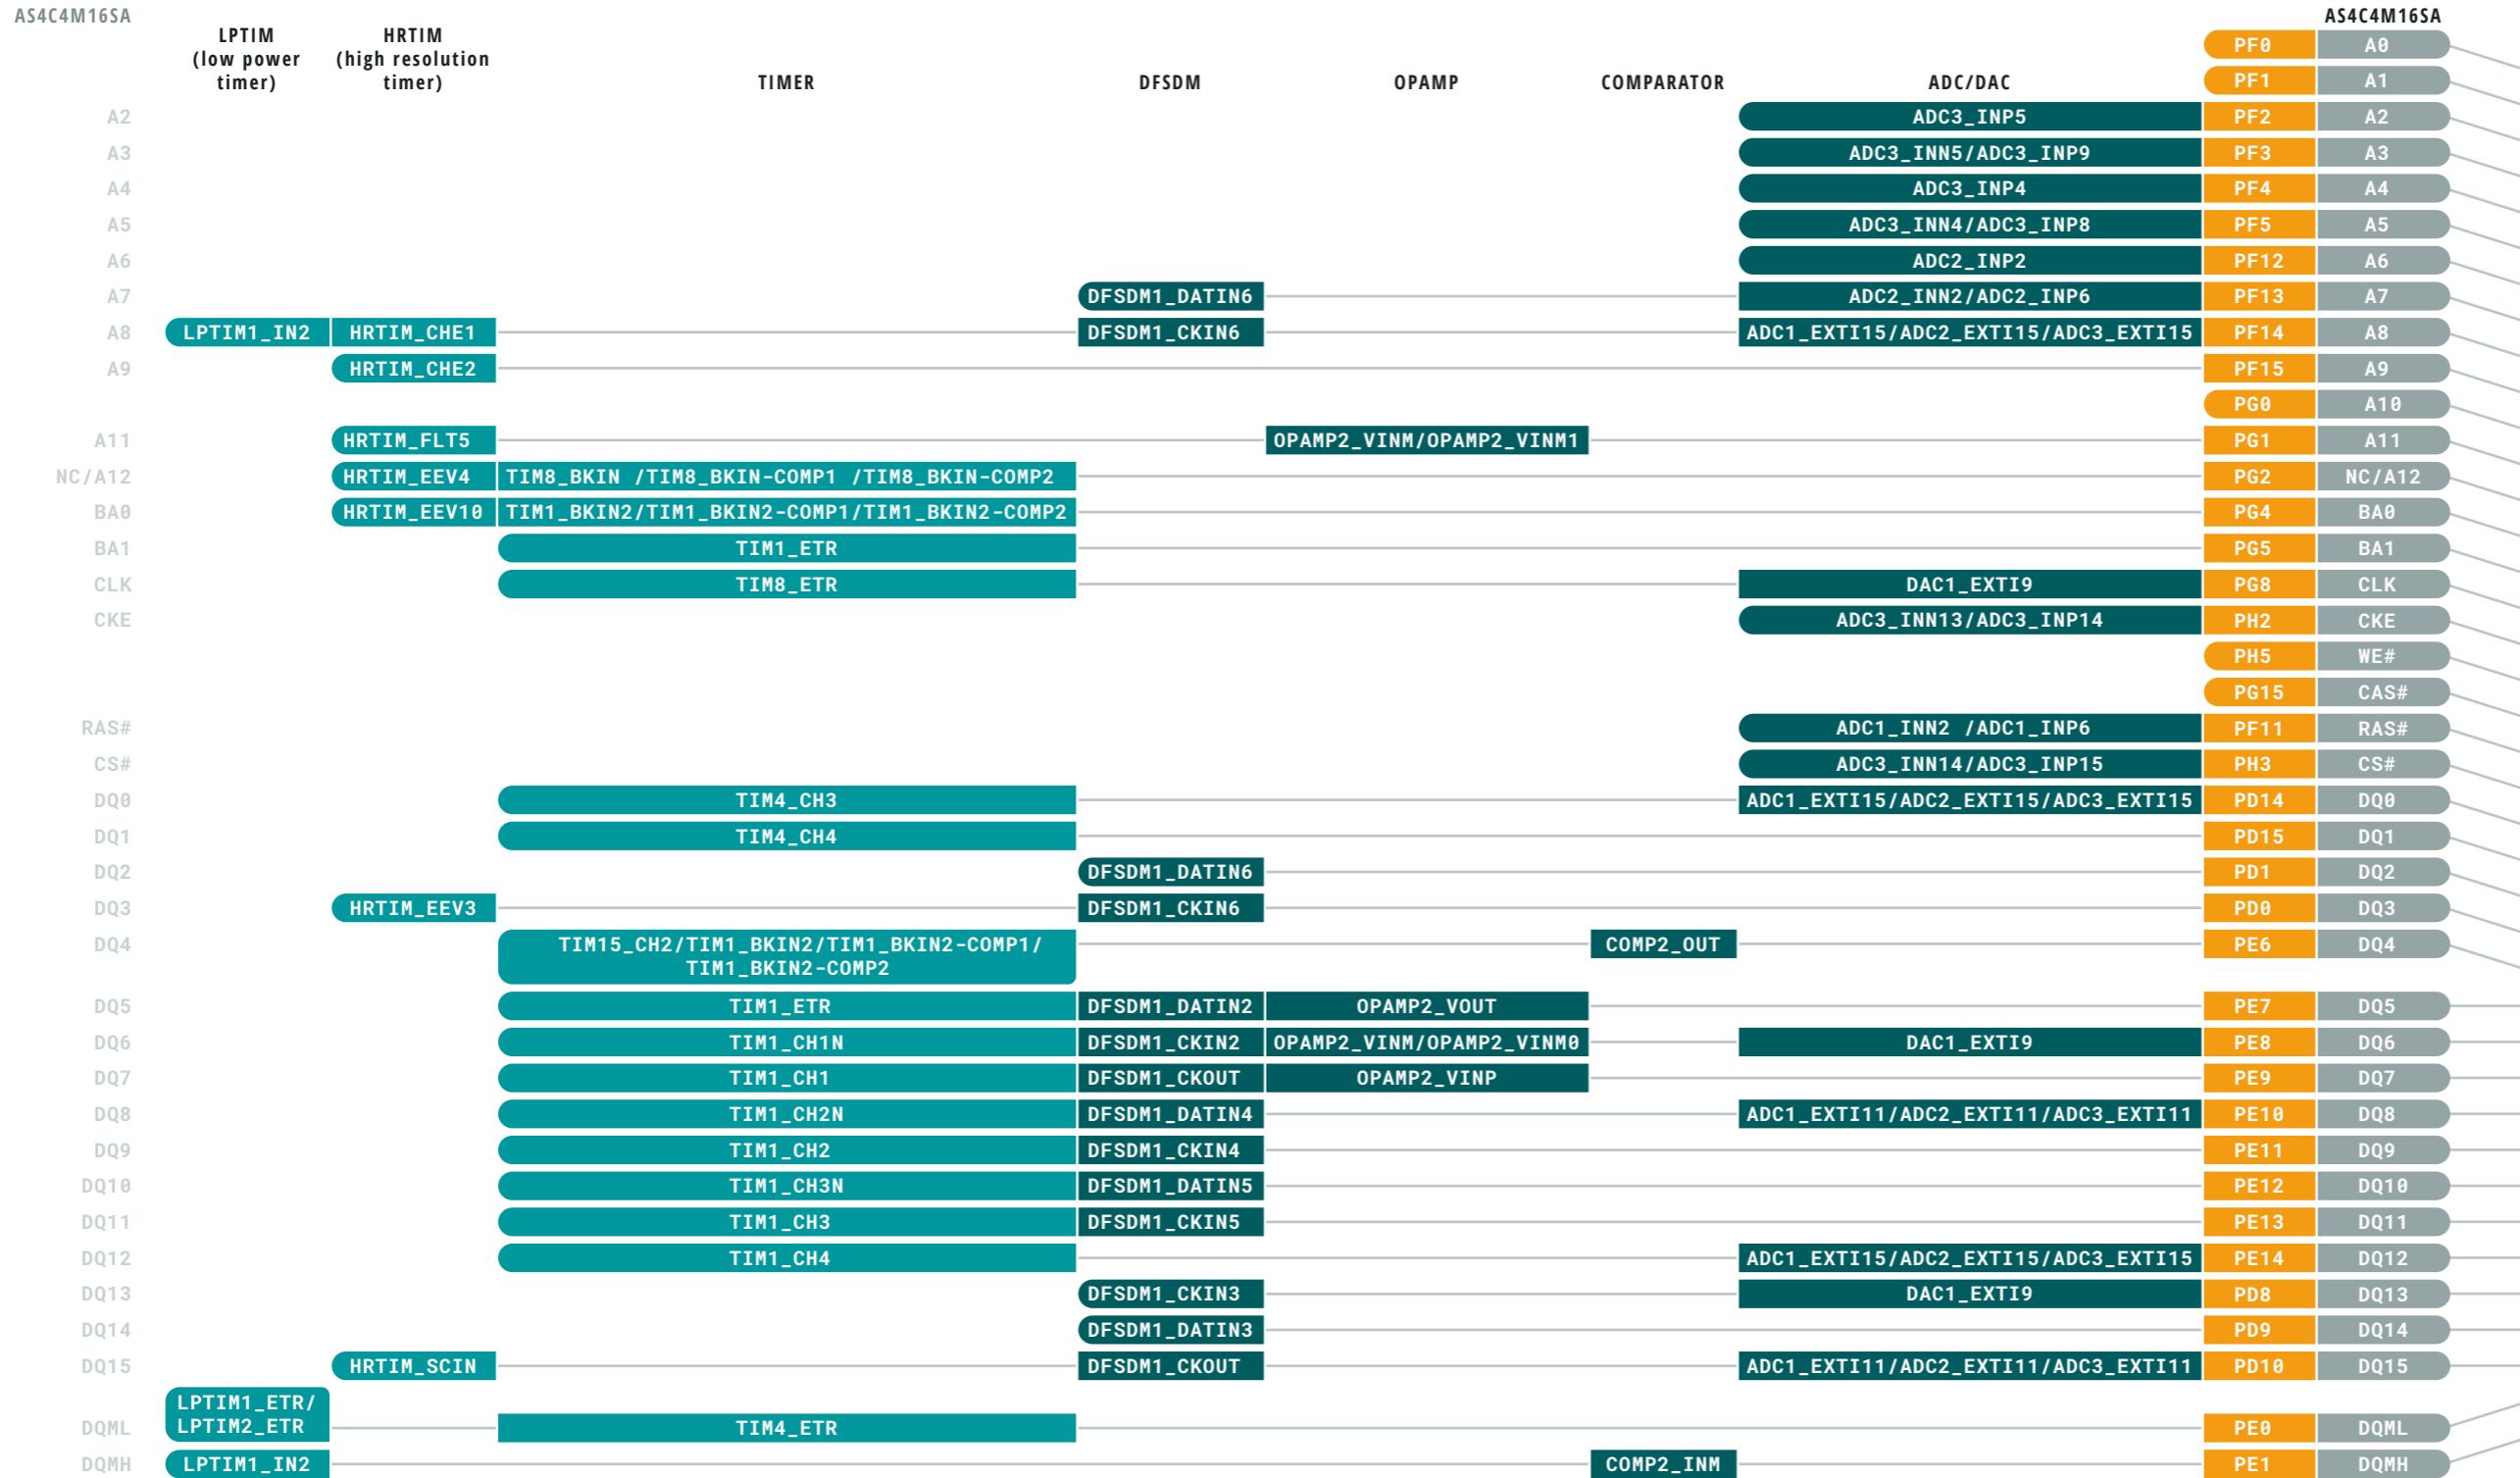 AS4C4M16SA AS4C4M16SA
LPTIM (low power timer) HRTIM (high resolution timer) TIMER DFSDM OPAMP COMPARATOR ADC/DAC
PF0 A0
PF1 A1
A2 ADC3_INP5 PF2 A2
A3 ADC3_INN5/ADC3_INP9 PF3 A3
A4 ADC3_INP4 PF4 A4
A5 ADC3_INN4/ADC3_INP8 PF5 A5
A6 ADC2_INP2 PF12 A6
A7 DFSDM1_DATIN6 ADC2_INN2/ADC2_INP6 PF13 A7
A8 LPTIM1_IN2 HRTIM_CHE1 DFSDM1_CKIN6 ADC1_EXTI15/ADC2_EXTI15/ADC3_EXTI15 PF14 A8
A9 HRTIM_CHE2 PF15 A9
PG0 A10
A11 HRTIM_FLT5 OPAMP2_VINM/OPAMP2_VINM1 PG1 A11
NC/A12 HRTIM_EEV4 TIM8_BKIN /TIM8_BKIN-COMP1 /TIM8_BKIN-COMP2 PG2 NC/A12
BA0 HRTIM_EEV10 TIM1_BKIN2/TIM1_BKIN2-COMP1/TIM1_BKIN2-COMP2 PG4 BA0
BA1 TIM1_ETR PG5 BA1
CLK TIM8_ETR DAC1_EXTI9 PG8 CLK
CKE ADC3_INN13/ADC3_INP14 PH2 CKE
PH5 WE#
PG15 CAS#
RAS# ADC1_INN2 /ADC1_INP6 PF11 RAS#
CS# ADC3_INN14/ADC3_INP15 PH3 CS#
DQ0 TIM4_CH3 ADC1_EXTI15/ADC2_EXTI15/ADC3_EXTI15 PD14 DQ0
DQ1 TIM4_CH4 PD15 DQ1
DQ2 DFSDM1_DATIN6 PD1 DQ2
DQ3 HRTIM_EEV3 DFSDM1_CKIN6 PD0 DQ3
DQ4 TIM15_CH2/TIM1_BKIN2/TIM1_BKIN2-COMP1/ COMP2_OUT PE6 DQ4
TIM1_BKIN2-COMP2
DQ5 TIM1_ETR DFSDM1_DATIN2 OPAMP2_VOUT PE7 DQ5
DQ6 TIM1_CH1N DFSDM1_CKIN2 OPAMP2_VINM/OPAMP2_VINM0 DAC1_EXTI9 PE8 DQ6
DQ7 TIM1_CH1 DFSDM1_CKOUT OPAMP2_VINP PE9 DQ7
DQ8 TIM1_CH2N DFSDM1_DATIN4 ADC1_EXTI11/ADC2_EXTI11/ADC3_EXTI11 PE10 DQ8
DQ9 TIM1_CH2 DFSDM1_CKIN4 PE11 DQ9
DQ10 TIM1_CH3N DFSDM1_DATIN5 PE12 DQ10
DQ11 TIM1_CH3 DFSDM1_CKIN5 PE13 DQ11
DQ12 TIM1_CH4 ADC1_EXTI15/ADC2_EXTI15/ADC3_EXTI15 PE14 DQ12
DQ13 DFSDM1_CKIN3 DAC1_EXTI9 PD8 DQ13
DQ14 DFSDM1_DATIN3 PD9 DQ14
DQ15 HRTIM_SCIN DFSDM1_CKOUT ADC1_EXTI11/ADC2_EXTI11/ADC3_EXTI11 PD10 DQ15
LPTIM1_ETR/
DQML LPTIM2_ETR TIM4_ETR PE0 DQML
DQMH LPTIM1_IN2 COMP2_INM PE1 DQMH